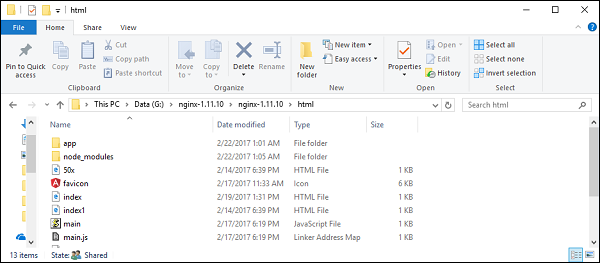 html
File Home Share View
Pin to Quick access Copy Paste Cut Copy path Paste shortcut Move to Copy to Delete Rename New folder New item Easy access Properties Open Edit History Select all Select none Invert selection
Clipboard Organize New Open Select
This PC > Data (G:) > nginx-1.11.10 > nginx-1.11.10 > html Search html
Name Date modified Type Size
app 2/22/2017 1:01 AM File folder
node_modules 2/22/2017 1:05 AM File folder
50x 2/14/2017 6:39 PM HTML File 1 KB
favicon 2/17/2017 11:33 AM Icon 6 KB
index 2/19/2017 1:31 PM HTML File 1 KB
index1 2/14/2017 6:39 PM HTML File 1 KB
main 2/17/2017 6:19 PM JavaScript File 1 KB
main.js 2/17/2017 6:19 PM Linker Address Map 1 KB
13 items State: Shared